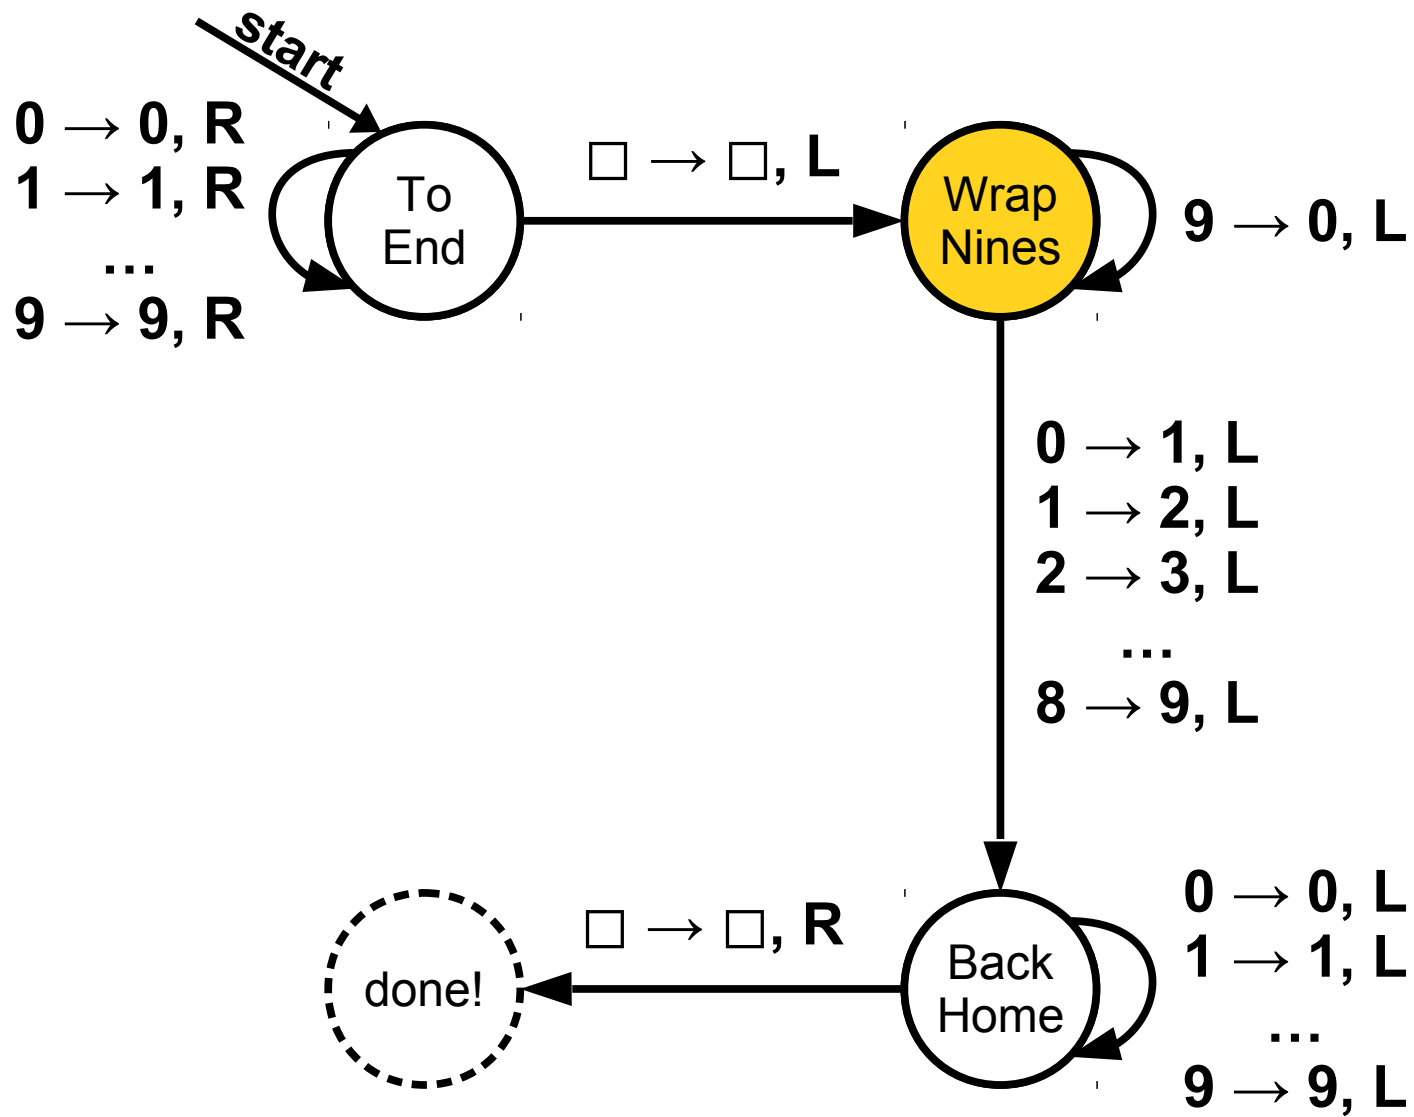 start
0 → 0, R
1 → 1, R
...
9 → 9, R
To
End
□ → □, L
Wrap
Nines
9 → 0, L
0 → 1, L
1 → 2, L
2 → 3, L
...
8 → 9, L
Back
Home
0 → 0, L
1 → 1, L
...
9 → 9, L
□ → □, R
done!